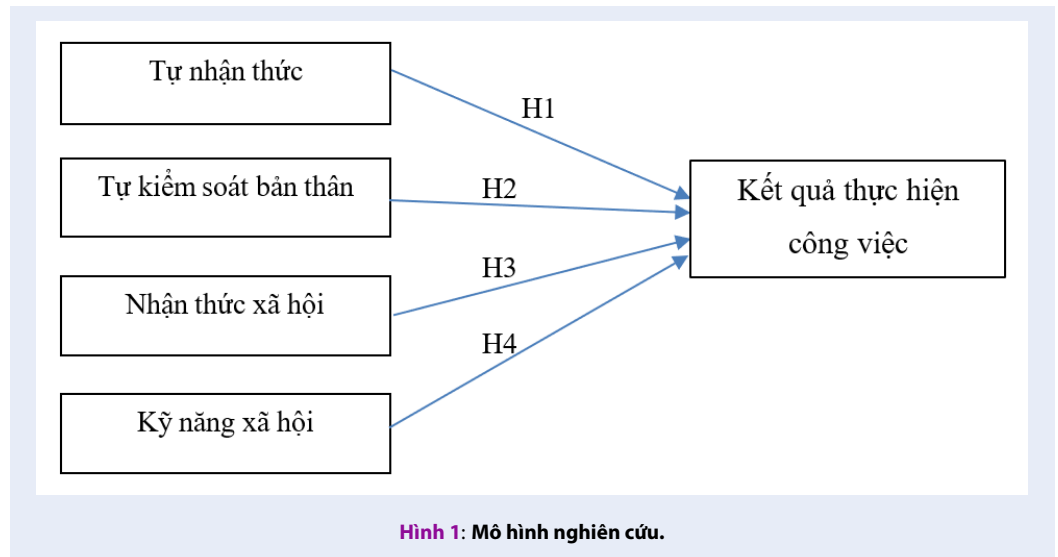 Tự nhận thức
H1
Tự kiểm soát bản thân
H2
Kết quả thực hiện
công việc
H3
Nhận thức xã hội
H4
Kỹ năng xã hội
Hình 1: Mô hình nghiên cứu.